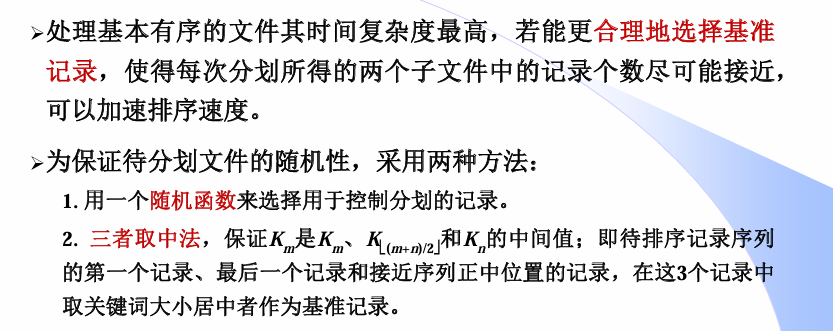 ➢处理基本有序的文件其时间复杂度最高，若能更合理地选择基准
记录，使得每次分划所得的两个子文件中的记录个数尽可能接近，
可以加速排序速度。
➢为保证待分划文件的随机性，采用两种方法：
1. 用一个随机函数来选择用于控制分划的记录。
2. 三者取中法，保证Kₘ是Kₘ、K⌊(m+n)/2⌋和Kₙ的中间值；即待排序记录序列
的第一个记录、最后一个记录和接近序列正中位置的记录，在这3个记录中
取关键词大小居中者作为基准记录。